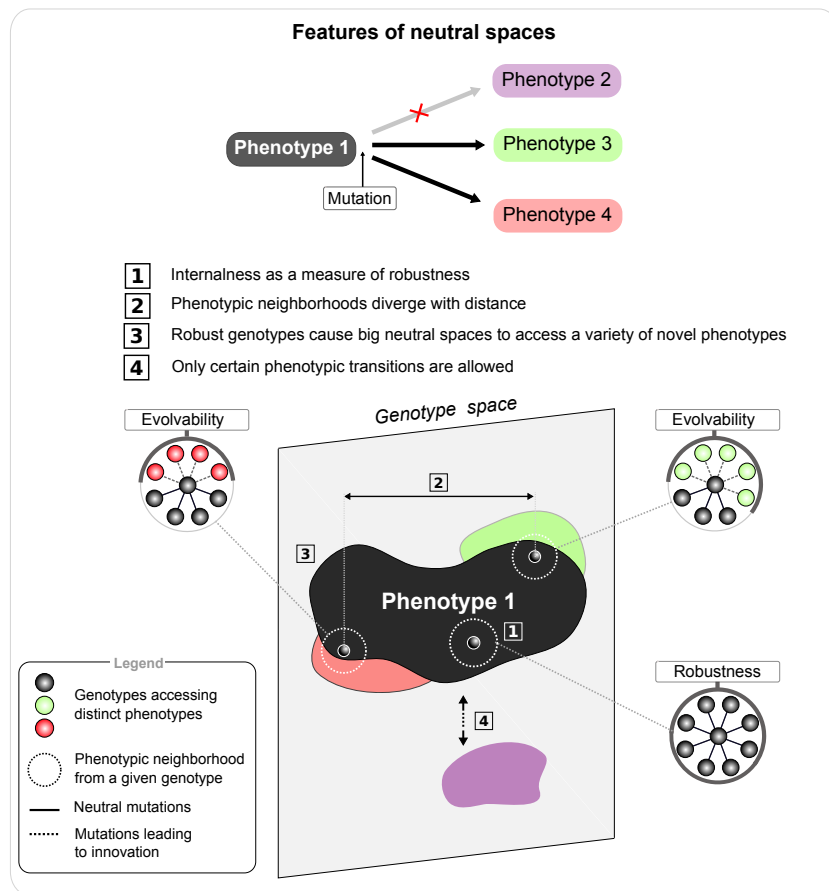 Features of neutral spaces
Phenotype 2
Phenotype 1
Phenotype 3
Mutation
Phenotype 4
1 Internalness as a measure of robustness
2 Phenotypic neighborhoods diverge with distance
3 Robust genotypes cause big neutral spaces to access a variety of novel phenotypes
4 Only certain phenotypic transitions are allowed
Genotype space
Evolvability
Evolvability
2
3
Phenotype 1
1
4
Robustness
Legend
Genotypes accessing
distinct phenotypes
Phenotypic neighborhood
from a given genotype
Neutral mutations
Mutations leading
to innovation